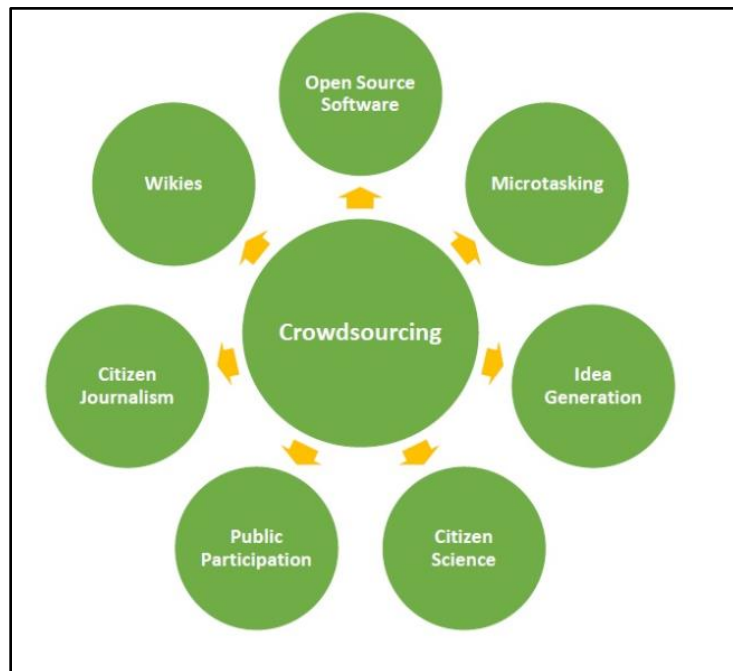 Open Source
Software
Wikies
Microtasking
Crowdsourcing
Citizen
Journalism
Idea
Generation
Public
Participation
Citizen
Science